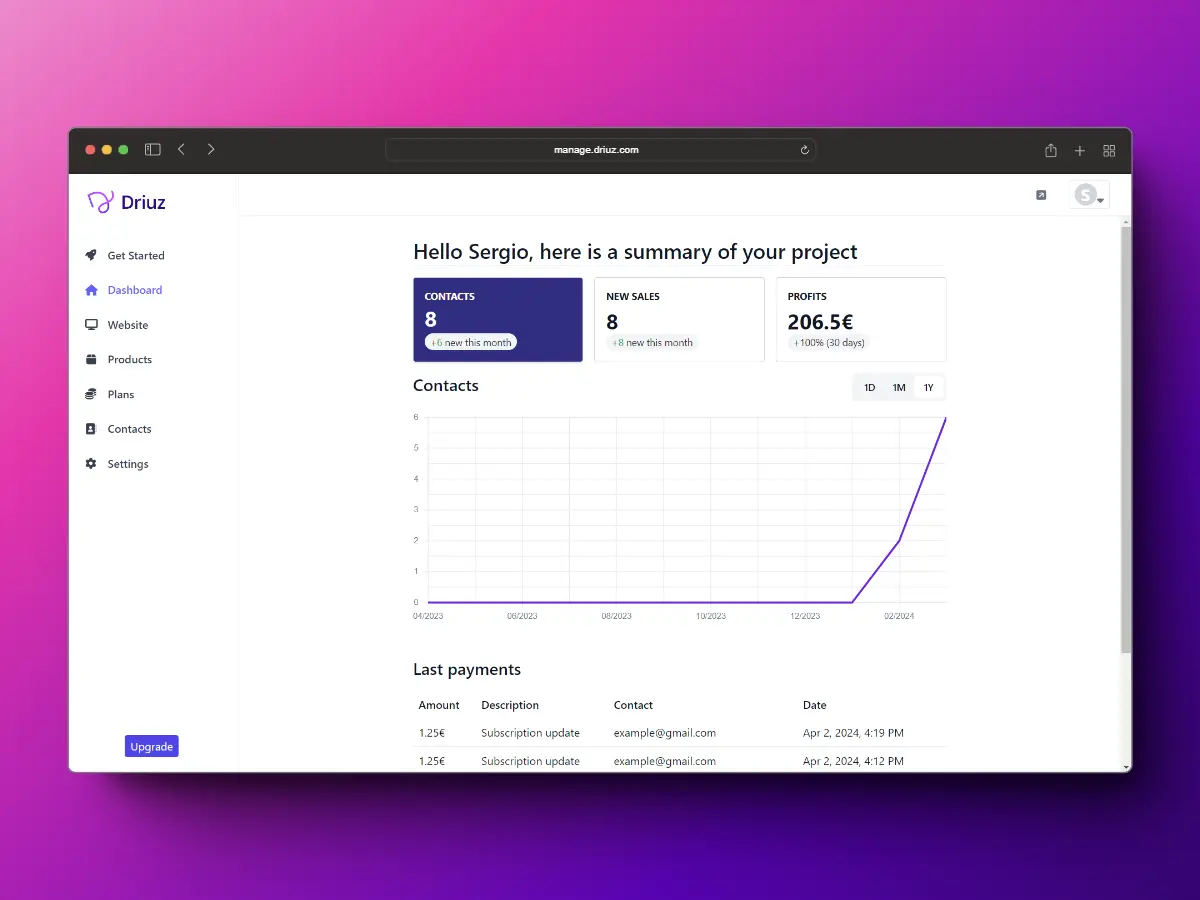 manage.driuz.com
Driuz
S
Get Started
Dashboard
Website
Products
Plans
Contacts
Settings
Upgrade
Hello Sergio, here is a summary of your project
CONTACTS
8
+6 new this month
NEW SALES
8
+8 new this month
PROFITS
206.5€
+100% (30 days)
Contacts
1D 1M 1Y
6
5
4
3
2
1
0
04/2023 06/2023 08/2023 10/2023 12/2023 02/2024
Last payments
Amount Description Contact Date
1.25€ Subscription update example@gmail.com Apr 2, 2024, 4:19 PM
1.25€ Subscription update example@gmail.com Apr 2, 2024, 4:12 PM